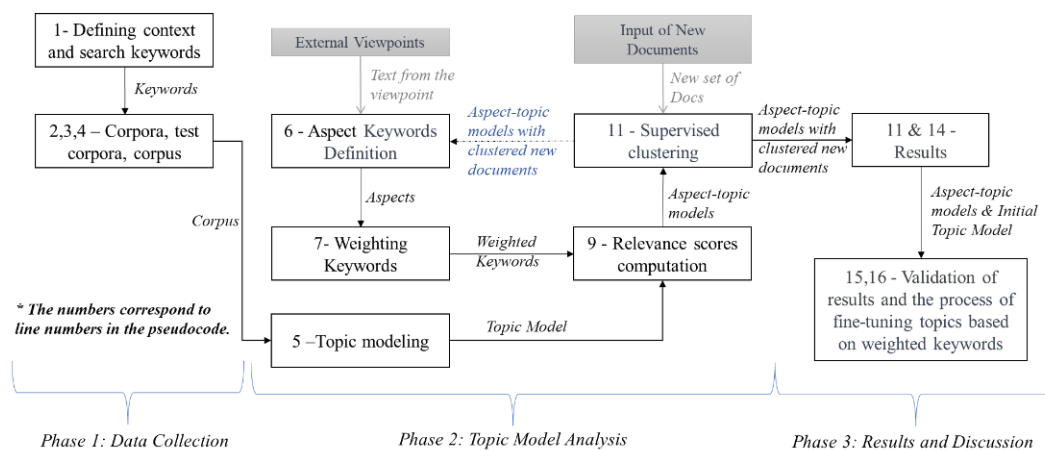 1- Defining context
and search keywords
Keywords
2,3,4 – Corpora, test
corpora, corpus
Corpus
* The numbers correspond to
line numbers in the pseudocode.
External Viewpoints
Text from the
viewpoint
6 - Aspect Keywords
Definition
Aspects
7- Weighting
Keywords
Weighted
Keywords
5 –Topic modeling
Topic Model
Input of New
Documents
New set of
Docs
Aspect-topic
models with
clustered new
documents
11 - Supervised
clustering
Aspect-topic
models
9 - Relevance scores
computation
Aspect-topic
models with
clustered new
documents
11 & 14 -
Results
Aspect-topic
models & Initial
Topic Model
15,16 - Validation of
results and the process of
fine-tuning topics based
on weighted keywords
Phase 1: Data Collection
Phase 2: Topic Model Analysis
Phase 3: Results and Discussion